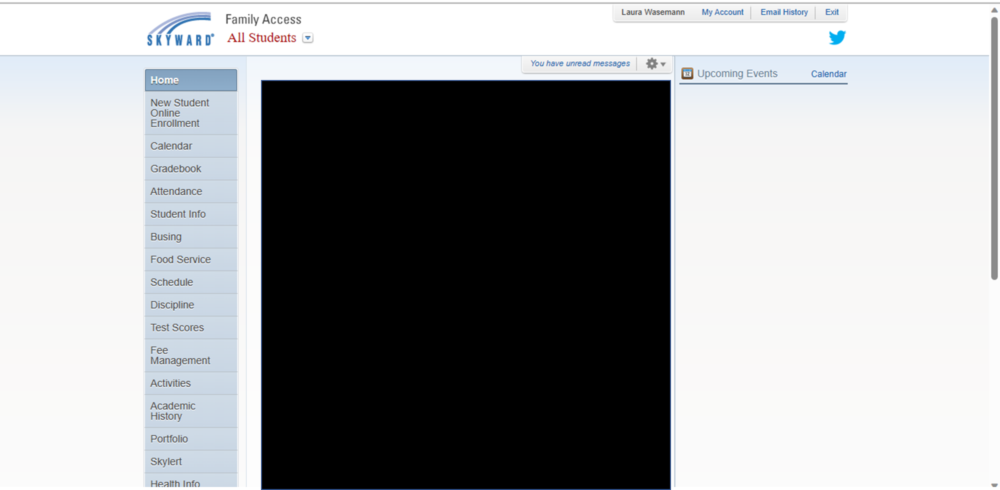 SKYWARD®
Family Access
All Students
Laura Wasemann
My Account
Email History
Exit
You have unread messages
12
Upcoming Events
Calendar
Home
New Student
Online
Enrollment
Calendar
Gradebook
Attendance
Student Info
Busing
Food Service
Schedule
Discipline
Test Scores
Fee
Management
Activities
Academic
History
Portfolio
Skylert
Health Info